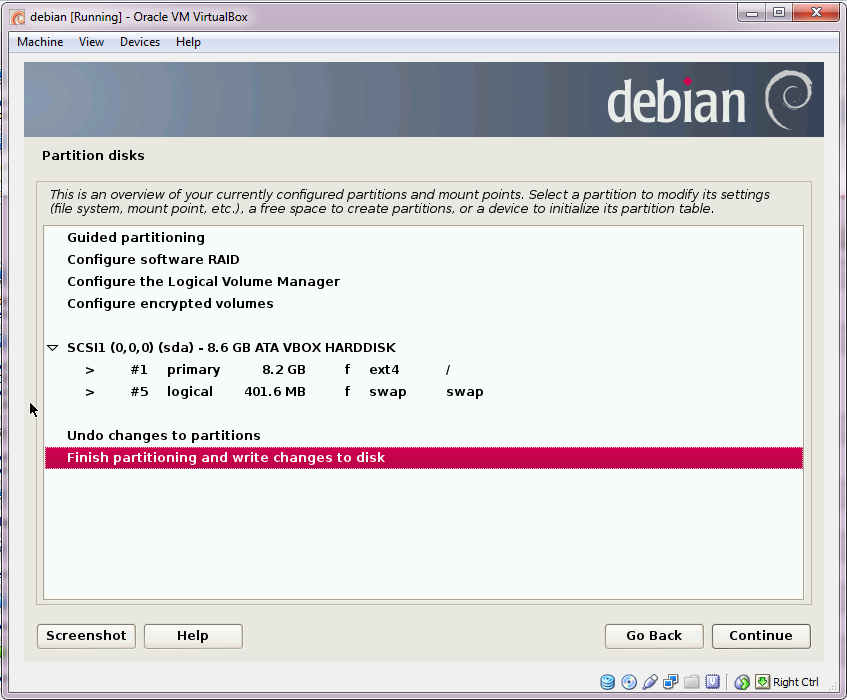 debian [Running] - Oracle VM VirtualBox
Machine View Devices Help
debian
Partition disks
This is an overview of your currently configured partitions and mount points. Select a partition to modify its settings
(file system, mount point, etc.), a free space to create partitions, or a device to initialize its partition table.
Guided partitioning
Configure software RAID
Configure the Logical Volume Manager
Configure encrypted volumes
SCSI1 (0,0,0) (sda) - 8.6 GB ATA VBOX HARDDISK
> #1 primary 8.2 GB f ext4 /
> #5 logical 401.6 MB f swap swap
Undo changes to partitions
Finish partitioning and write changes to disk
Screenshot Help Go Back Continue
Right Ctrl